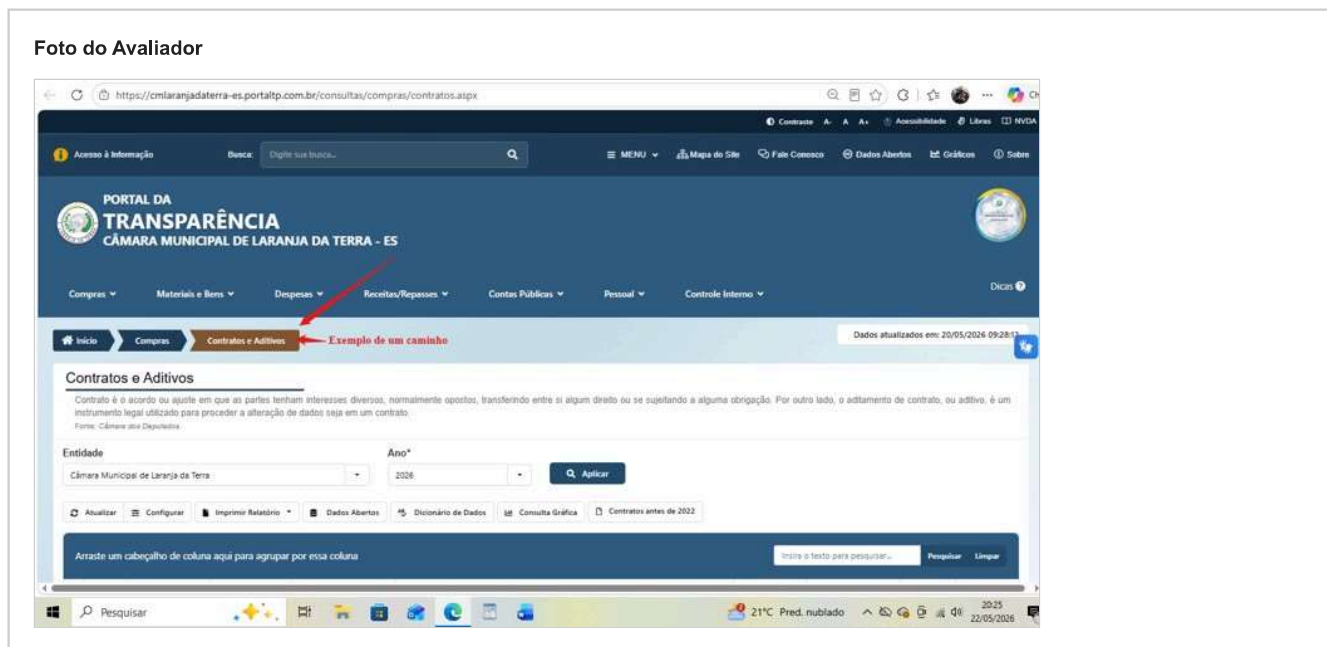 Foto do Avaliador
https://cmlaranjadaterra-es.portaltp.com.br/consultas/compras/contratos.aspx
Contraste A- A A+ Acessibilidade Libras NVDA
Acesso à Informação Busca: Digite sua busca... MENU Mapa do Site Fale Conosco Dados Abertos Gráficos Sobre
PORTAL DA
TRANSPARÊNCIA
CÂMARA MUNICIPAL DE LARANJA DA TERRA - ES
Compras Materiais e Bens Despesas Receitas/Repasses Contas Públicas Pessoal Controle Interno Dicas
Início Compras Contratos e Aditivos Exemplo de um caminho Dados atualizados em: 20/05/2026 09:28:12
Contratos e Aditivos
Contrato é o acordo ou ajuste em que as partes tenham interesses diversos, normalmente opostos, transferindo entre si algum direito ou se sujeitando a alguma obrigação. Por outro lado, o aditamento de contrato, ou aditivo, é um
instrumento legal utilizado para proceder a alteração de dados seja em um contrato.
Fonte: Câmara dos Deputados
Entidade Ano*
Câmara Municipal de Laranja da Terra 2026 Aplicar
Atualizar Configurar Imprimir Relatório Dados Abertos Dicionário de Dados Consulta Gráfica Contratos antes de 2022
Arraste um cabeçalho de coluna aqui para agrupar por essa coluna Insira o texto para pesquisar... Pesquisar Limpar
Pesquisar 21°C Pred. nublado 20:25
22/05/2026